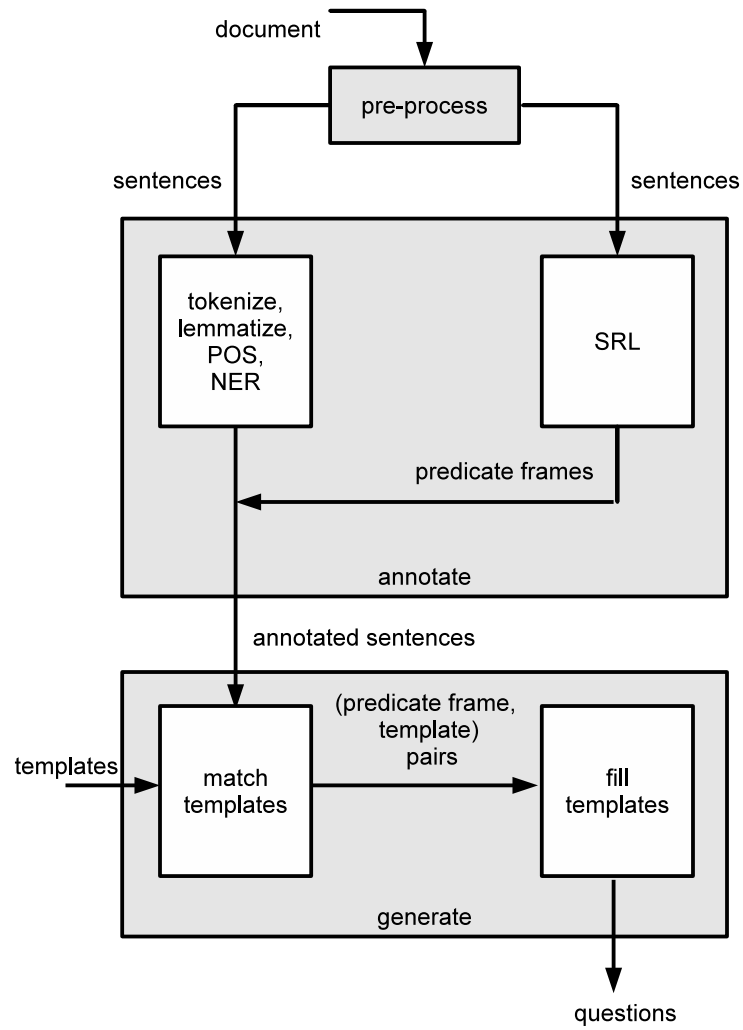 document
pre-process
sentences
sentences
tokenize,
lemmatize,
POS,
NER
SRL
predicate frames
annotate
annotated sentences
(predicate frame,
template)
pairs
templates
match
templates
fill
templates
generate
questions